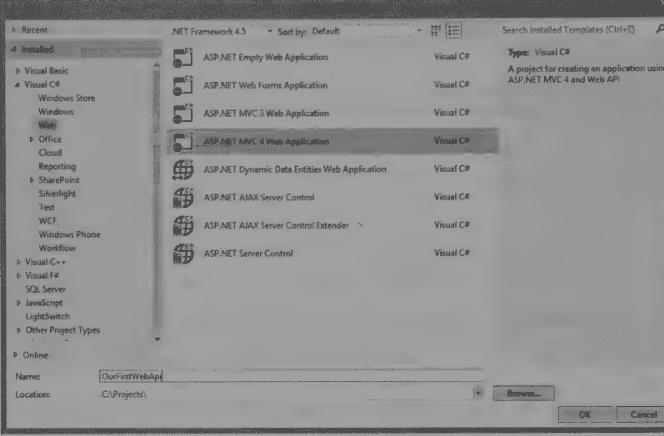 Recent
.NET Framework 4.5 Sort by: Default Search Installed Templates (Ctrl+E)
Installed
Visual Basic
Visual C#
Windows Store
Windows
Web
Office
Cloud
Reporting
SharePoint
Silverlight
Test
WCF
Windows Phone
Workflow
Visual C++
Visual F#
SQL Server
JavaScript
LightSwitch
Other Project Types
Online
ASP.NET Empty Web Application Visual C#
ASP.NET Web Forms Application Visual C#
ASP.NET MVC 3 Web Application Visual C#
ASP.NET MVC 4 Web Application Visual C#
ASP.NET Dynamic Data Entities Web Application Visual C#
ASP.NET AJAX Server Control Visual C#
ASP.NET AJAX Server Control Extender Visual C#
ASP.NET Server Control Visual C#
Type: Visual C#
A project for creating an application using
ASP.NET MVC 4 and Web API
Name: OurFirstWebApi
Location: C:\Projects\ Browse...
OK Cancel